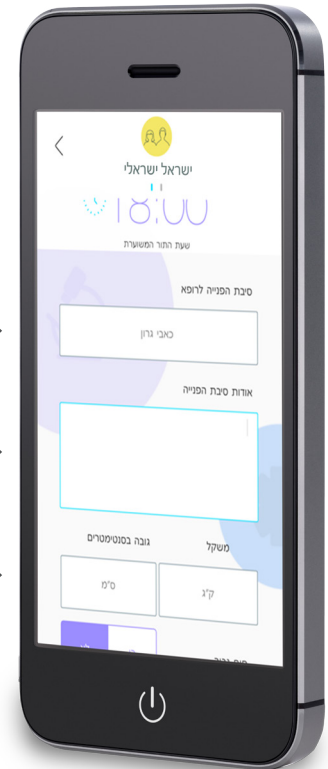 ישראל ישראלי
18:00
שעת התור המשוערת
סיבת הפנייה לרופא
כאבי גרון
אודות סיבת הפנייה
משקל גובה בסנטימטרים
ק"ג ס"מ